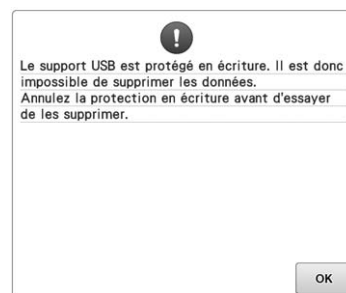 Le support USB est protégé en écriture. Il est donc
impossible de supprimer les données.
Annulez la protection en écriture avant d'essayer
de les supprimer.
OK